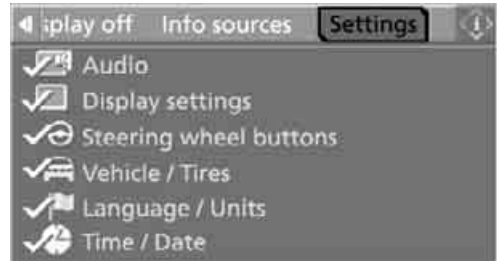 splay off Info sources Settings
Audio
Display settings
Steering wheel buttons
Vehicle / Tires
Language / Units
Time / Date